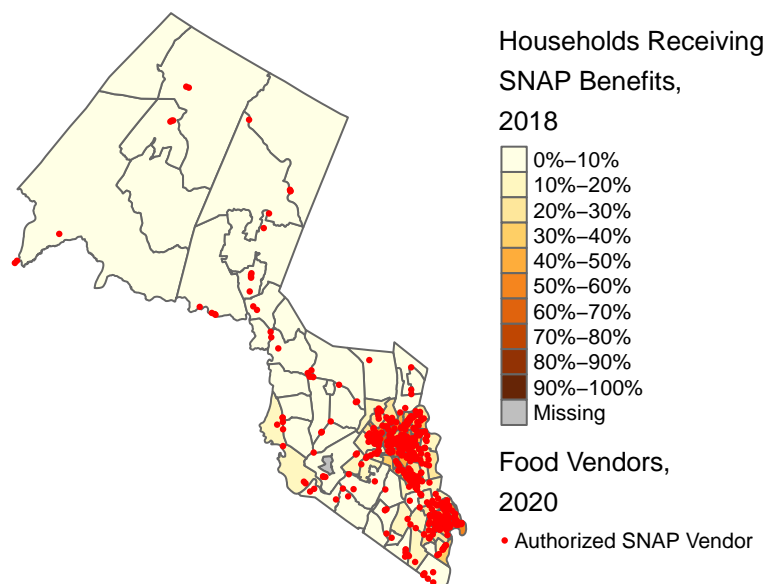 Households Receiving
SNAP Benefits,
2018
0%–10%
10%–20%
20%–30%
30%–40%
40%–50%
50%–60%
60%–70%
70%–80%
80%–90%
90%–100%
Missing
Food Vendors,
2020
Authorized SNAP Vendor